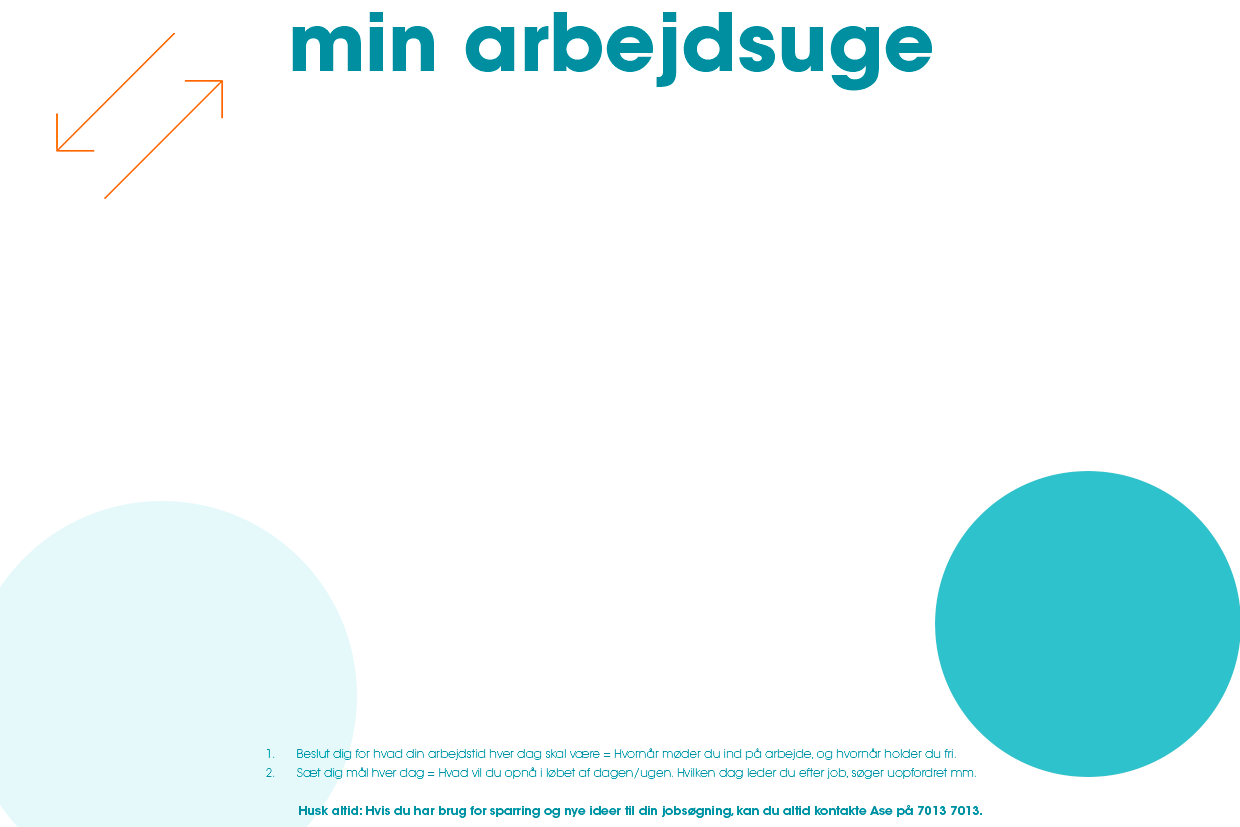 min arbejdsuge
1. Beslut dig for hvad din arbejdstid hver dag skal være = Hvornår møder du ind på arbejde, og hvornår holder du fri.
2. Sæt dig mål hver dag = Hvad vil du opnå i løbet af dagen/ugen. Hvilken dag leder du efter job, søger uopfordret mm.
Husk altid: Hvis du har brug for sparring og nye ideer til din jobsøgning, kan du altid kontakte Ase på 7013 7013.